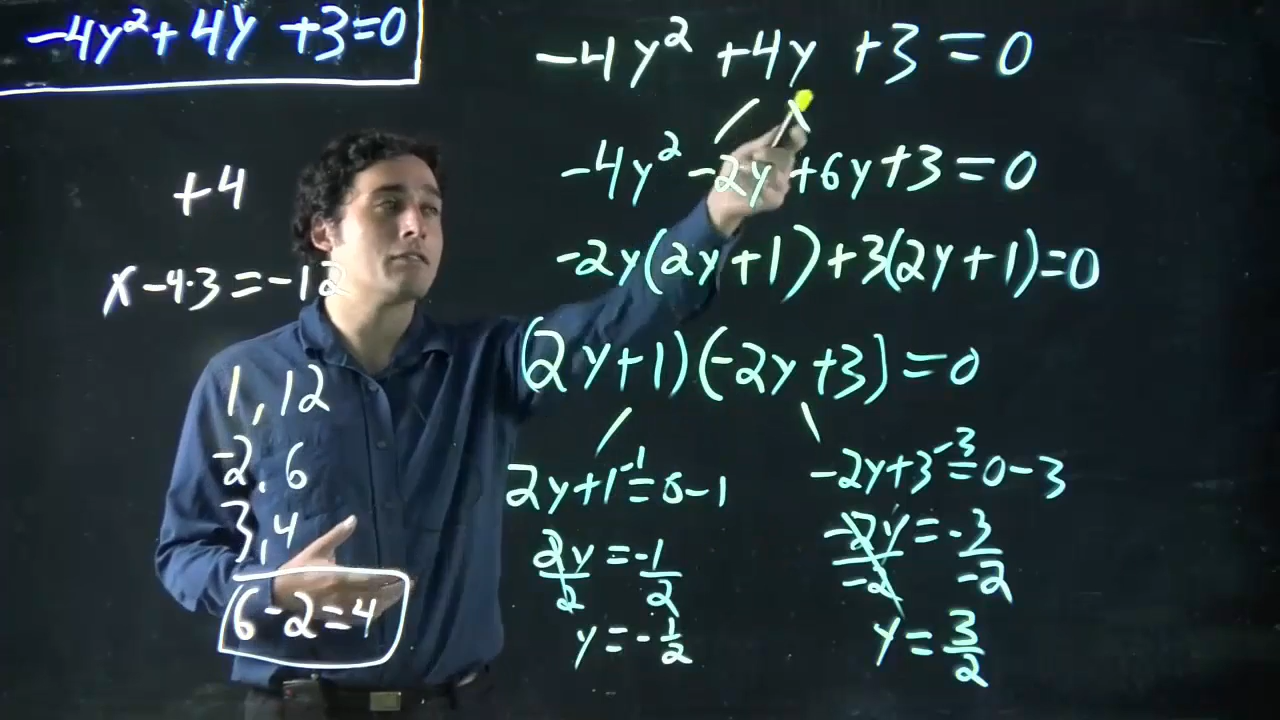 -4y²+4y+3=0
+4
x -4·3=-12
1, 12
-2, 6
3, 4
6-2=4
-4y² +4y +3=0
-4y² -2y +6y+3=0
-2y(2y+1)+3(2y+1)=0
(2y+1)(-2y+3)=0
2y+1-1=0-1
2y/2=-1/2
y=-1/2
-2y+3-3=0-3
-2y/-2=-3/-2
y=3/2